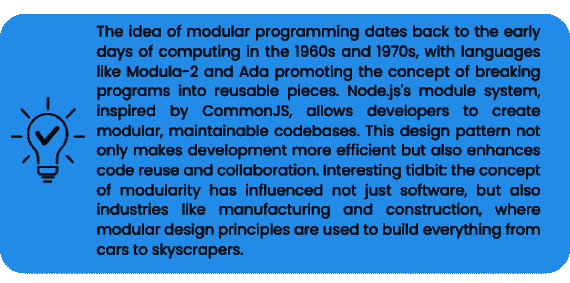 The idea of modular programming dates back to the early
days of computing in the 1960s and 1970s, with languages
like Modula-2 and Ada promoting the concept of breaking
programs into reusable pieces. Node.js's module system,
inspired by CommonJS, allows developers to create
modular, maintainable codebases. This design pattern not
only makes development more efficient but also enhances
code reuse and collaboration. Interesting tidbit: the concept
of modularity has influenced not just software, but also
industries like manufacturing and construction, where
modular design principles are used to build everything from
cars to skyscrapers.